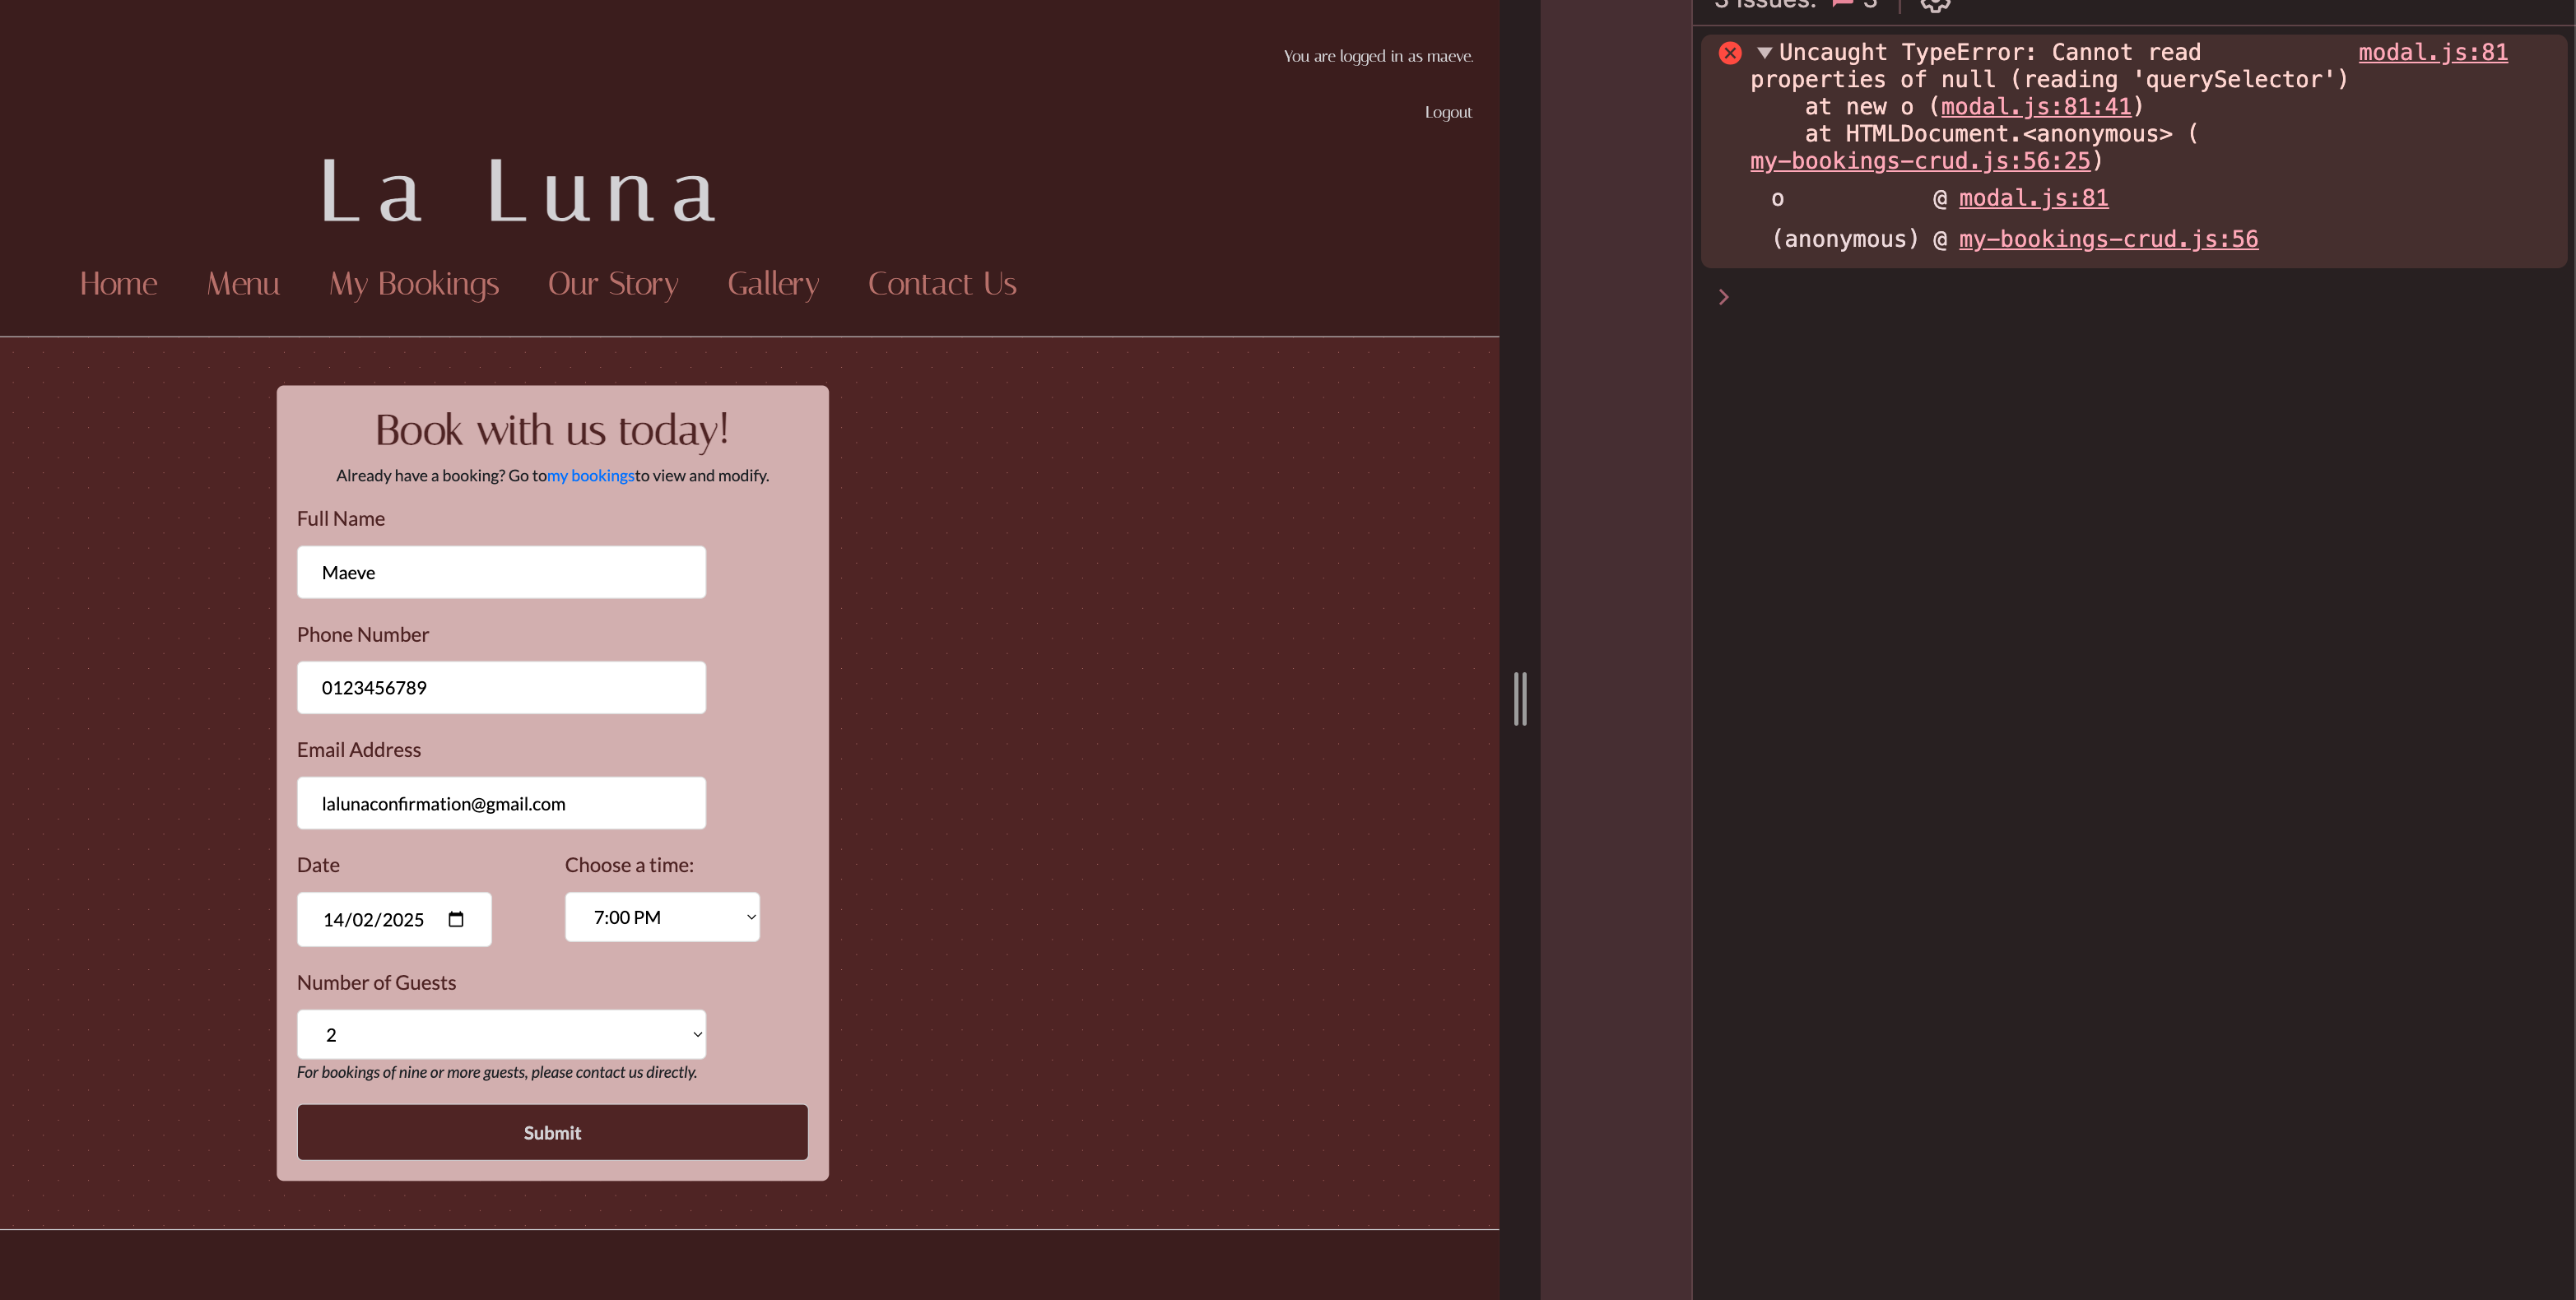 You are logged in as maeve.
Logout
La Luna
Home Menu My Bookings Our Story Gallery Contact Us
Book with us today!
Already have a booking? Go tomy bookingsto view and modify.
Full Name
Maeve
Phone Number
0123456789
Email Address
lalunaconfirmation@gmail.com
Date Choose a time:
14/02/2025 7:00 PM
Number of Guests
2
For bookings of nine or more guests, please contact us directly.
Submit
3 Issues: 3
Uncaught TypeError: Cannot read modal.js:81
properties of null (reading 'querySelector')
at new o (modal.js:81:41)
at HTMLDocument.<anonymous> (
my-bookings-crud.js:56:25)
o @ modal.js:81
(anonymous) @ my-bookings-crud.js:56